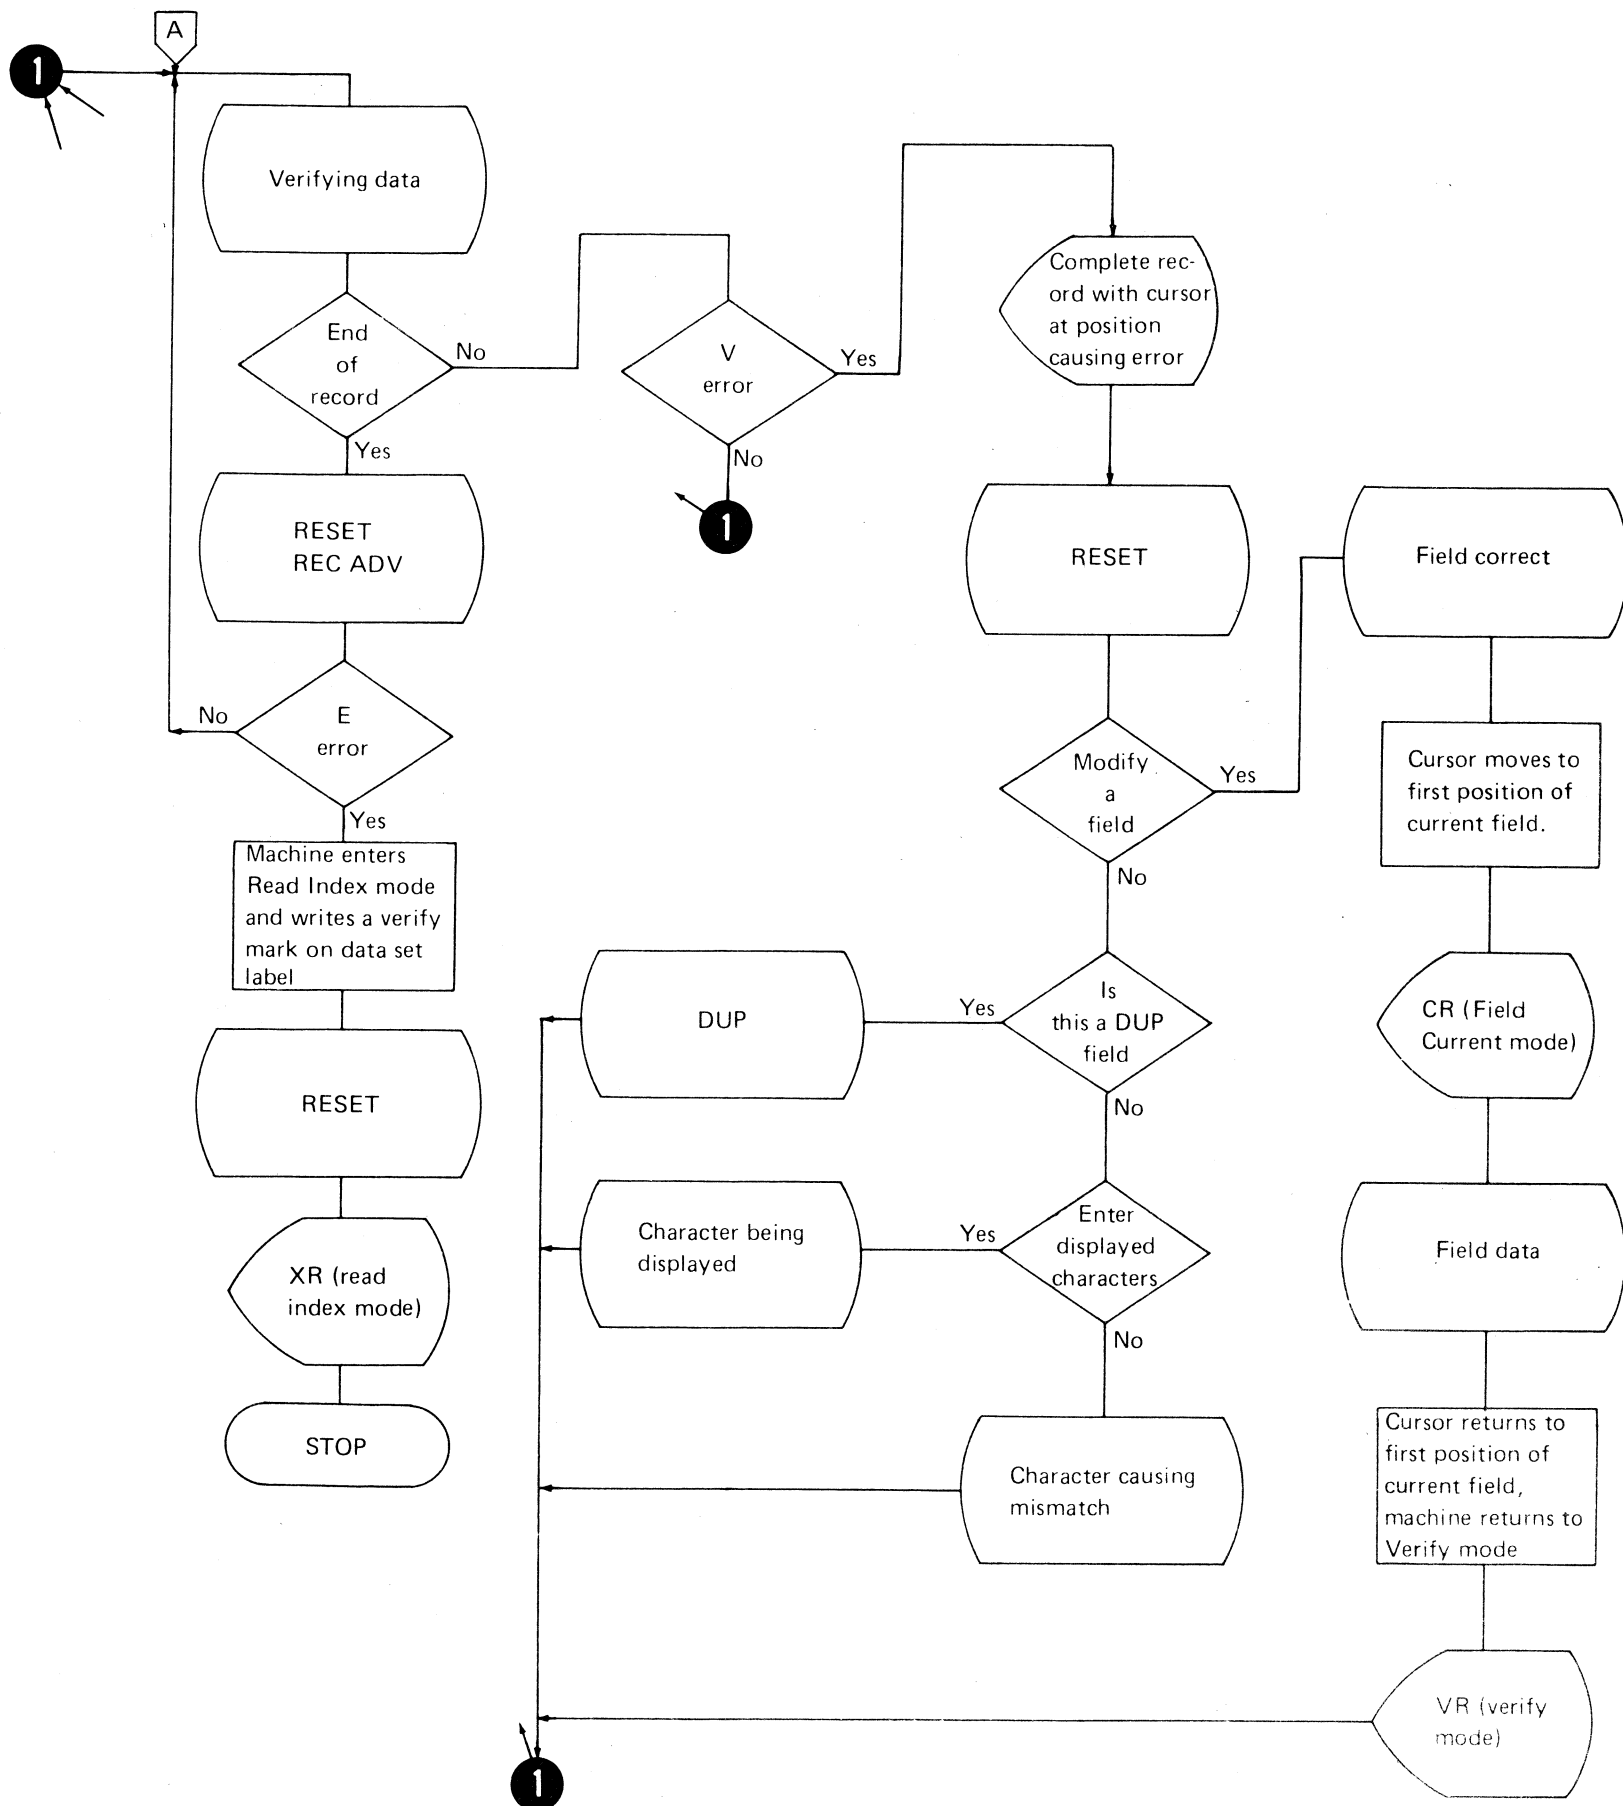 A
1
Verifying data
End
of
record
No
Yes
V
error
Yes
No
1
Complete rec-
ord with cursor
at position
causing error
RESET
REC ADV
E
error
No
Yes
Machine enters
Read Index mode
and writes a verify
mark on data set
label
RESET
XR (read
index mode)
STOP
RESET
Modify
a
field
Yes
No
Is
this a DUP
field
Yes
No
DUP
Enter
displayed
characters
Yes
No
Character being
displayed
Character causing
mismatch
Field correct
Cursor moves to
first position of
current field.
CR (Field
Current mode)
Field data
Cursor returns to
first position of
current field,
machine returns to
Verify mode
VR (verify
mode)
1